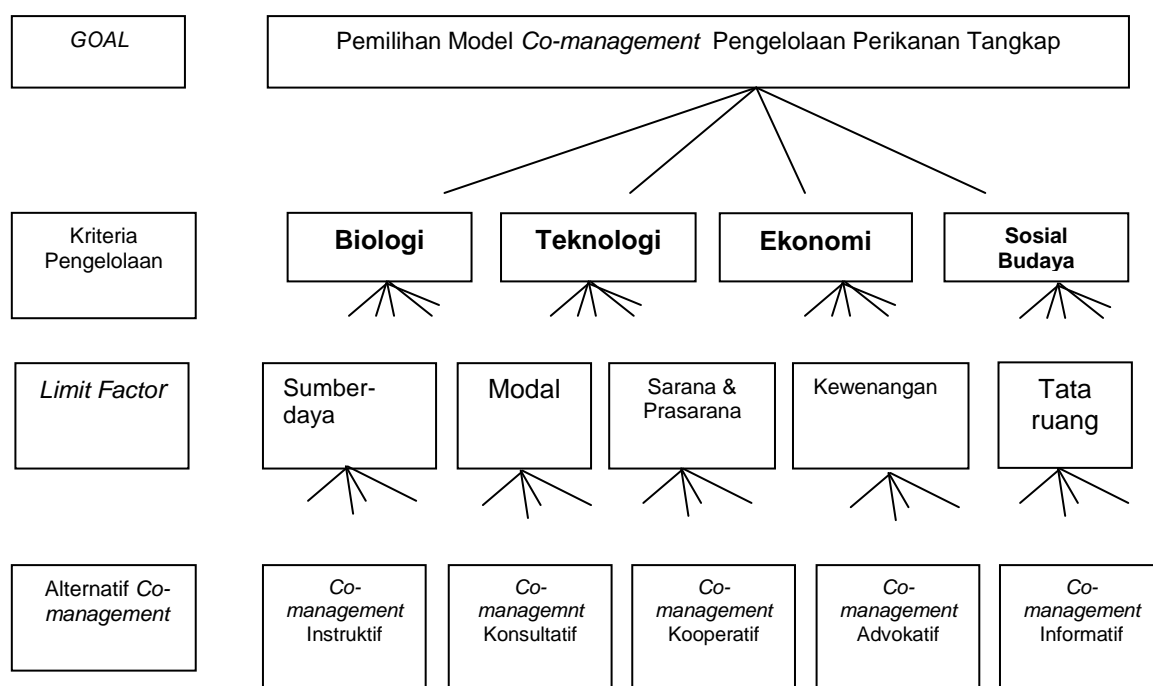 GOAL
Pemilihan Model Co-management Pengelolaan Perikanan Tangkap
Kriteria
Pengelolaan
Biologi
Teknologi
Ekonomi
Sosial
Budaya
Limit Factor
Sumber-
daya
Modal
Sarana &
Prasarana
Kewenangan
Tata
ruang
Alternatif Co-
management
Co-
management
Instruktif
Co-
managemnt
Konsultatif
Co-
management
Kooperatif
Co-
management
Advokatif
Co-
management
Informatif